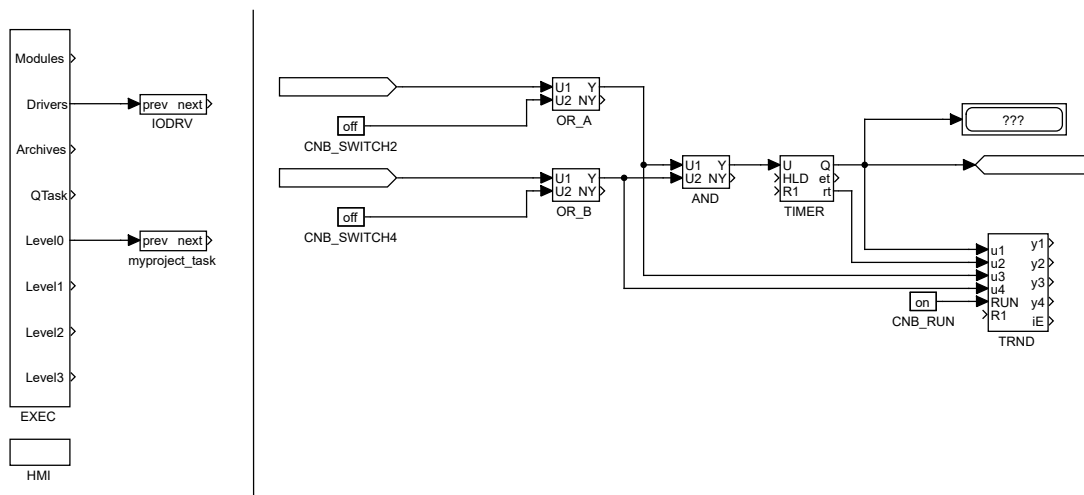 Modules
Drivers
prev next
IODRV
Archives
QTask
Level0
prev next
myproject_task
Level1
Level2
Level3
EXEC
HMI
U1 Y
U2 NY
OR_A
off
CNB_SWITCH2
U1 Y
U2 NY
OR_B
off
CNB_SWITCH4
U1 Y
U2 NY
AND
U Q
HLD et
R1 rt
TIMER
???
u1 y1
u2 y2
u3 y3
u4 y4
RUN iE
R1
TRND
on
CNB_RUN